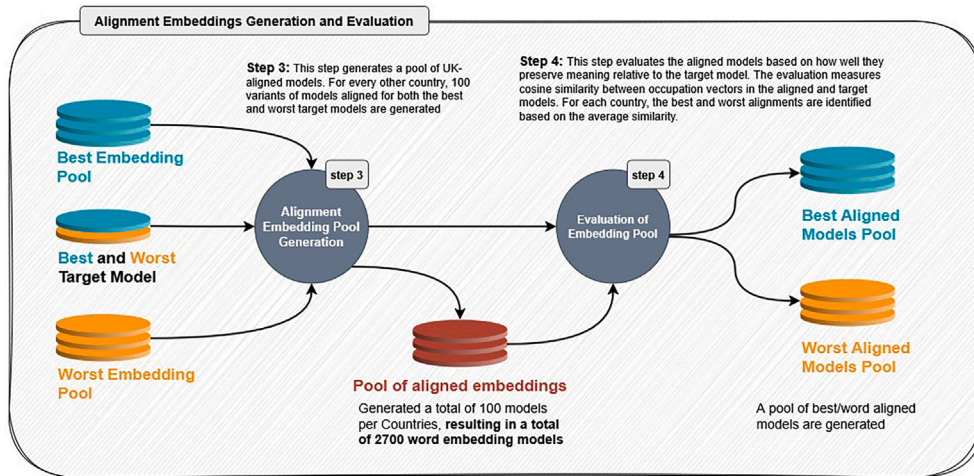 Alignment Embeddings Generation and Evaluation
Step 3: This step generates a pool of UK-
aligned models. For every other country, 100
variants of models aligned for both the best
and worst target models are generated
Step 4: This step evaluates the aligned models based on how well they
preserve meaning relative to the target model. The evaluation measures
cosine similarity between occupation vectors in the aligned and target
models. For each country, the best and worst alignments are identified
based on the average similarity.
Best Embedding
Pool
step 3
Alignment
Embedding Pool
Generation
step 4
Evaluation of
Embedding Pool
Best Aligned
Models Pool
Best and Worst
Target Model
Worst Embedding
Pool
Pool of aligned embeddings
Generated a total of 100 models
per Countries, resulting in a total
of 2700 word embedding models
Worst Aligned
Models Pool
A pool of best/word aligned
models are generated